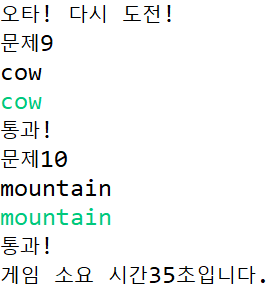 오타! 다시 도전!
문제9
cow
cow
통과!
문제10
mountain
mountain
통과!
게임 소요 시간35초입니다.